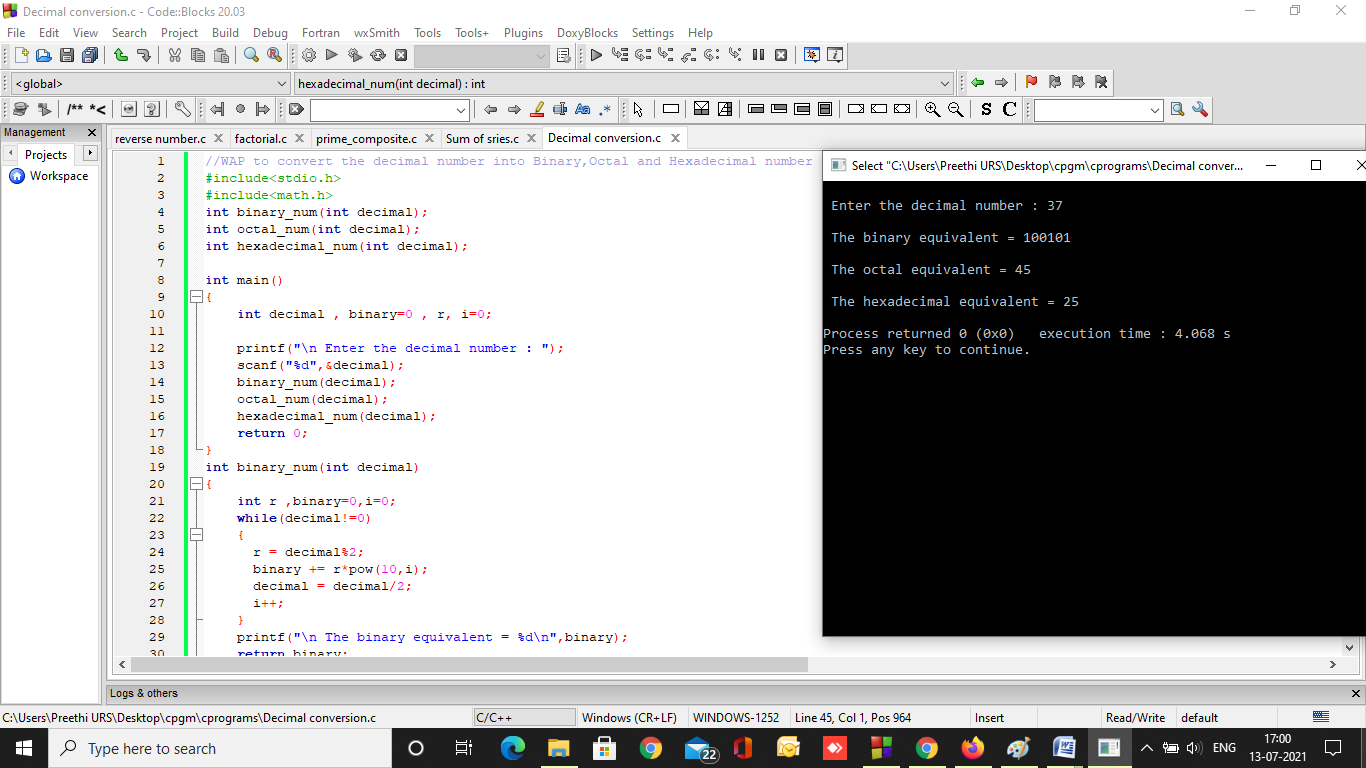 Decimal conversion.c - Code::Blocks 20.03
File Edit View Search Project Build Debug Fortran wxSmith Tools Tools+ Plugins DoxyBlocks Settings Help
<global> hexadecimal_num(int decimal) : int
/** *< Aa .* S C
Management
Projects
Workspace
reverse number.c factorial.c prime_composite.c Sum of sries.c Decimal conversion.c
1 //WAP to convert the decimal number into Binary,Octal and Hexadecimal number
2 #include<stdio.h>
3 #include<math.h>
4 int binary_num(int decimal);
5 int octal_num(int decimal);
6 int hexadecimal_num(int decimal);
7
8 int main()
9 {
10 int decimal , binary=0 , r, i=0;
11
12 printf("\n Enter the decimal number : ");
13 scanf("%d",&decimal);
14 binary_num(decimal);
15 octal_num(decimal);
16 hexadecimal_num(decimal);
17 return 0;
18 }
19 int binary_num(int decimal)
20 {
21 int r ,binary=0,i=0;
22 while(decimal!=0)
23 {
24 r = decimal%2;
25 binary += r*pow(10,i);
26 decimal = decimal/2;
27 i++;
28 }
29 printf("\n The binary equivalent = %d\n",binary);
30 return binary;
Select "C:\Users\Preethi URS\Desktop\cpgm\cprograms\Decimal conver...
Enter the decimal number : 37
The binary equivalent = 100101
The octal equivalent = 45
The hexadecimal equivalent = 25
Process returned 0 (0x0) execution time : 4.068 s
Press any key to continue.
Logs & others
C:\Users\Preethi URS\Desktop\cpgm\cprograms\Decimal conversion.c C/C++ Windows (CR+LF) WINDOWS-1252 Line 45, Col 1, Pos 964 Insert Read/Write default
Type here to search 22 ENG 17:00
13-07-2021